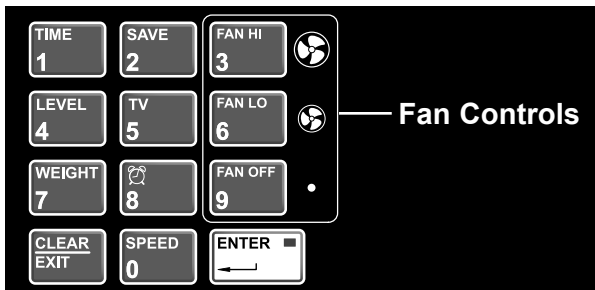 TIME
1
SAVE
2
FAN HI
3
LEVEL
4
TV
5
FAN LO
6
Fan Controls
WEIGHT
7
8
FAN OFF
9
CLEAR
EXIT
SPEED
0
ENTER